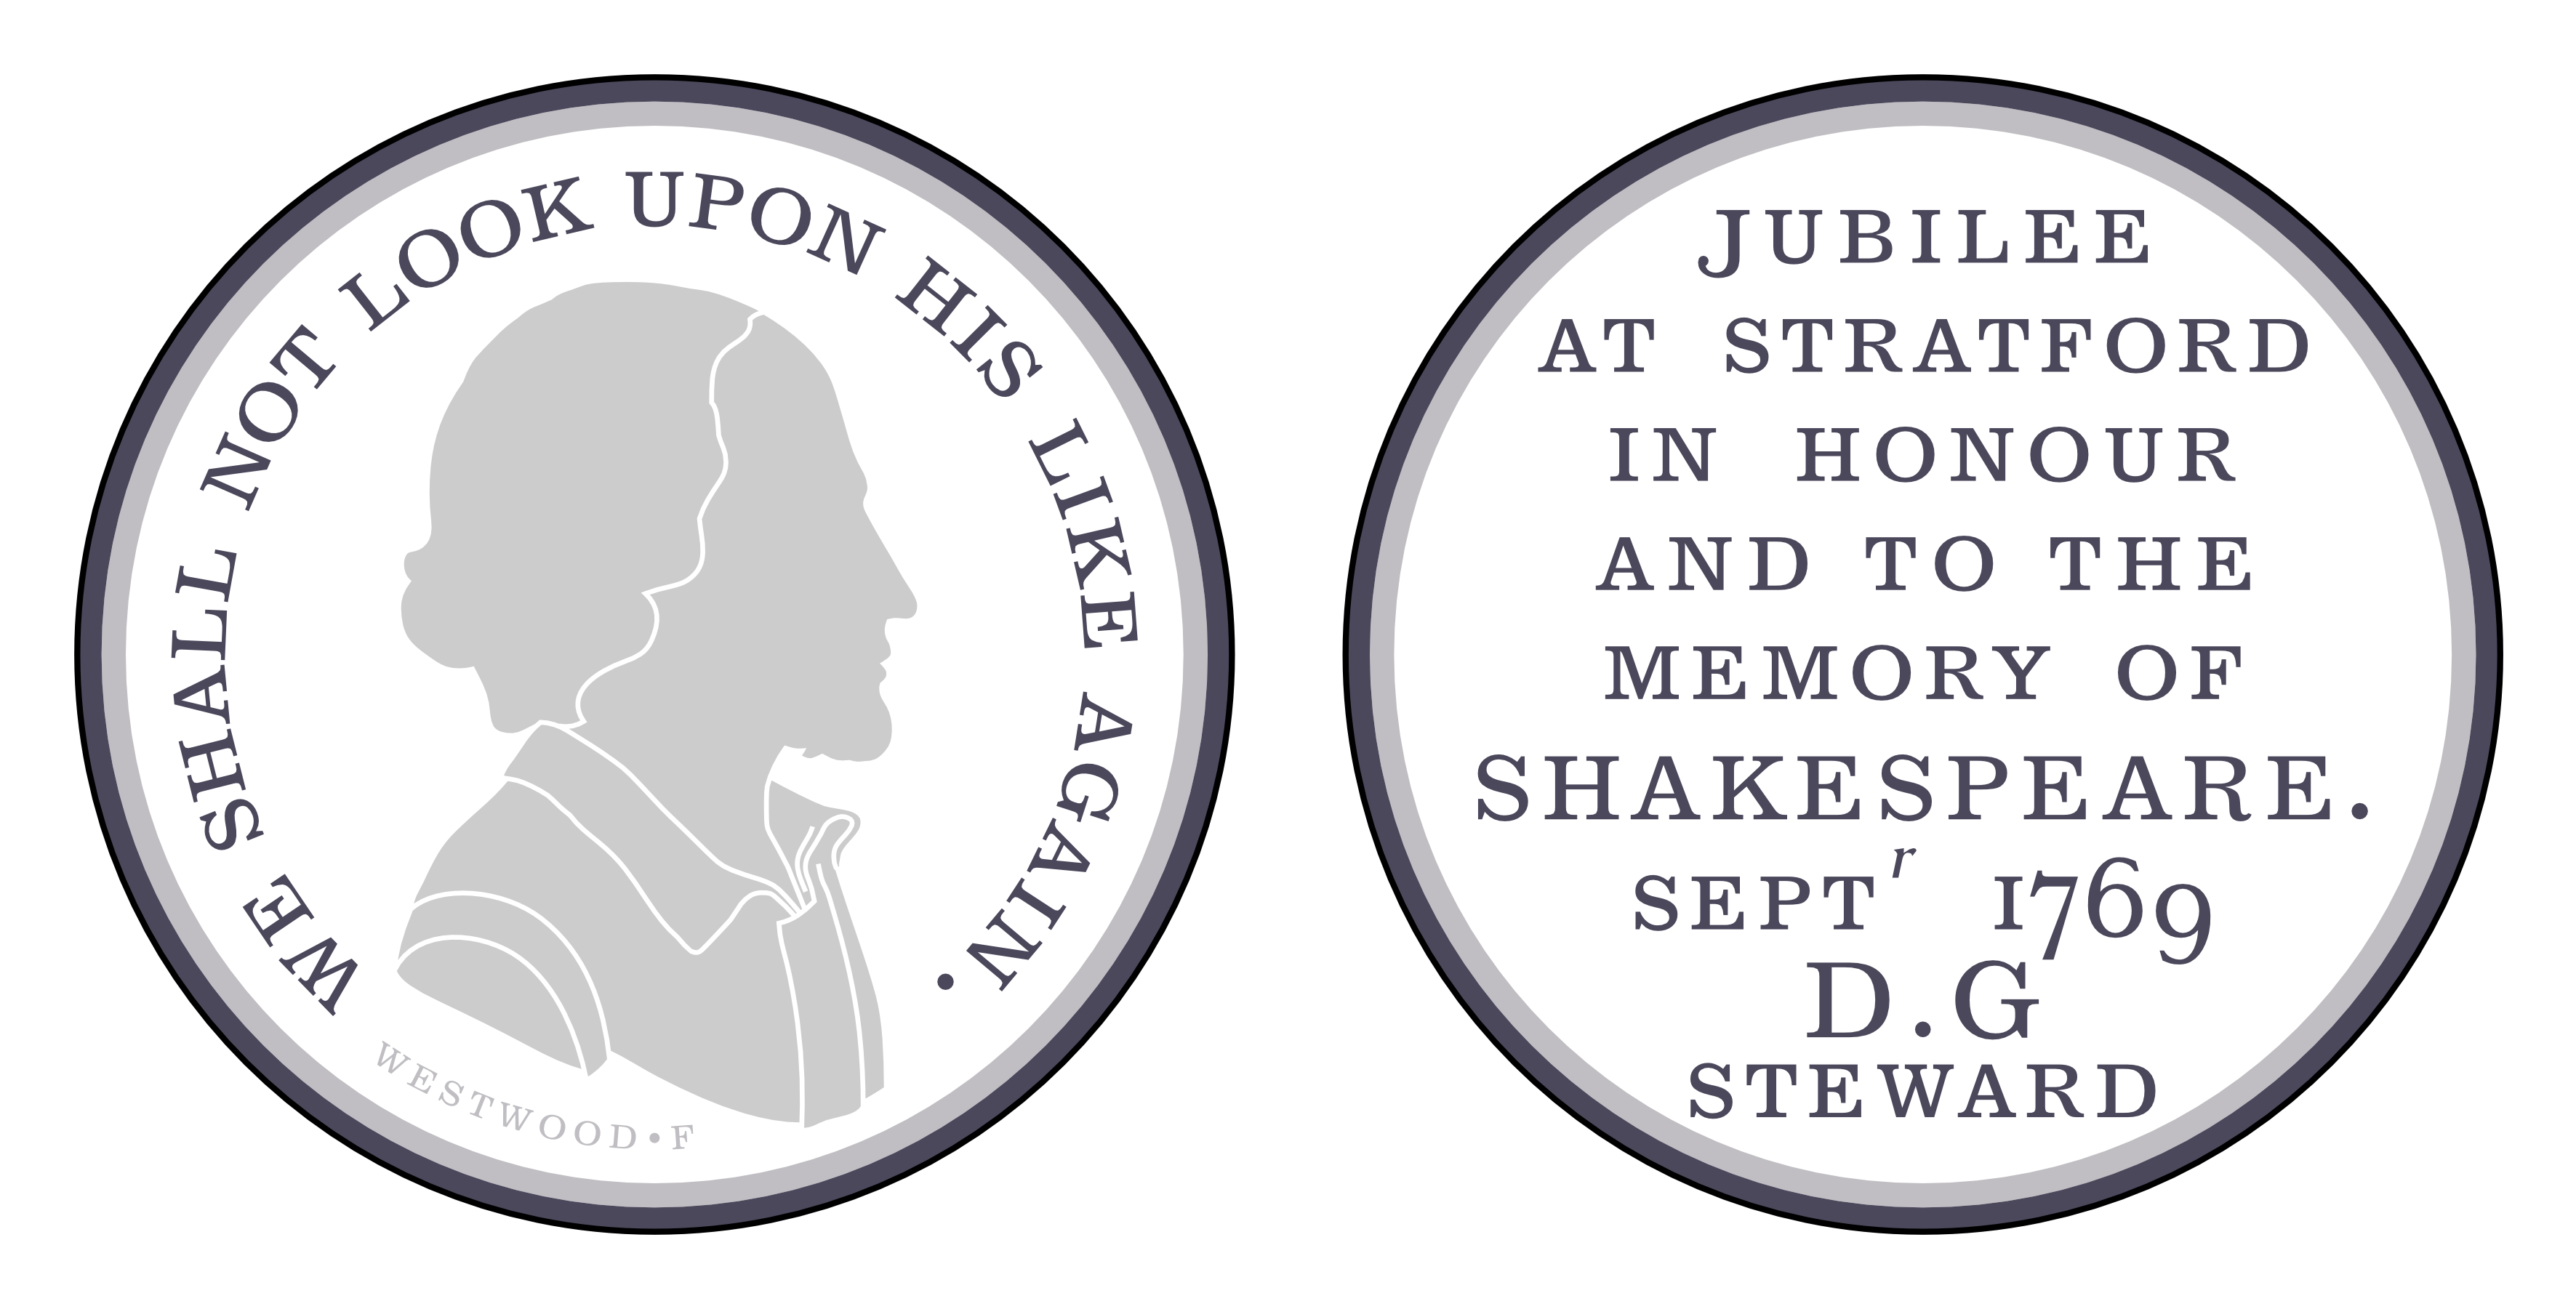 WE SHALL NOT LOOK UPON HIS LIKE AGAIN.
WESTWOOD•F
JUBILEE
AT STRATFORD
IN HONOUR
AND TO THE
MEMORY OF
SHAKESPEARE.
SEPTʳ 1769
D.G
STEWARD